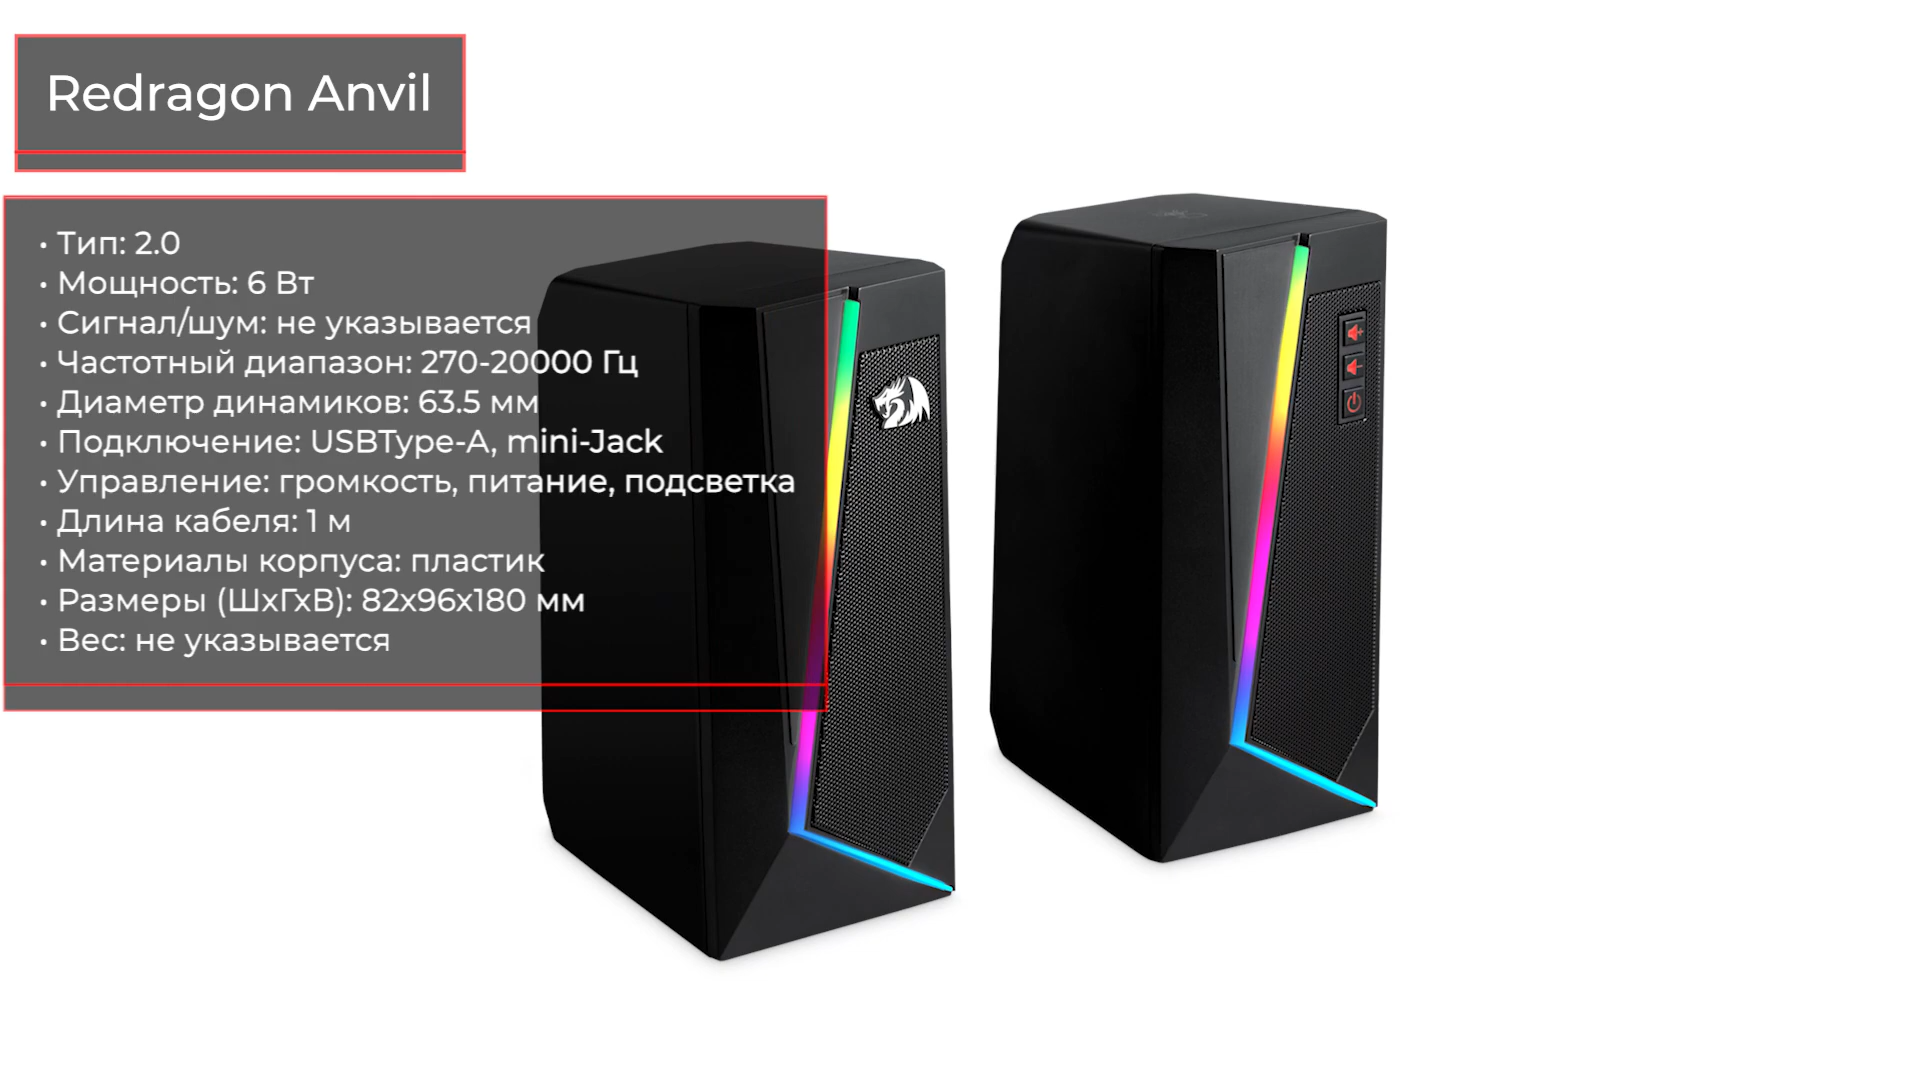 Redragon Anvil
• Тип: 2.0
• Мощность: 6 Вт
• Сигнал/шум: не указывается
• Частотный диапазон: 270-20000 Гц
• Диаметр динамиков: 63.5 мм
• Подключение: USBType-A, mini-Jack
• Управление: громкость, питание, подсветка
• Длина кабеля: 1 м
• Материалы корпуса: пластик
• Размеры (ШхГхВ): 82x96x180 мм
• Вес: не указывается